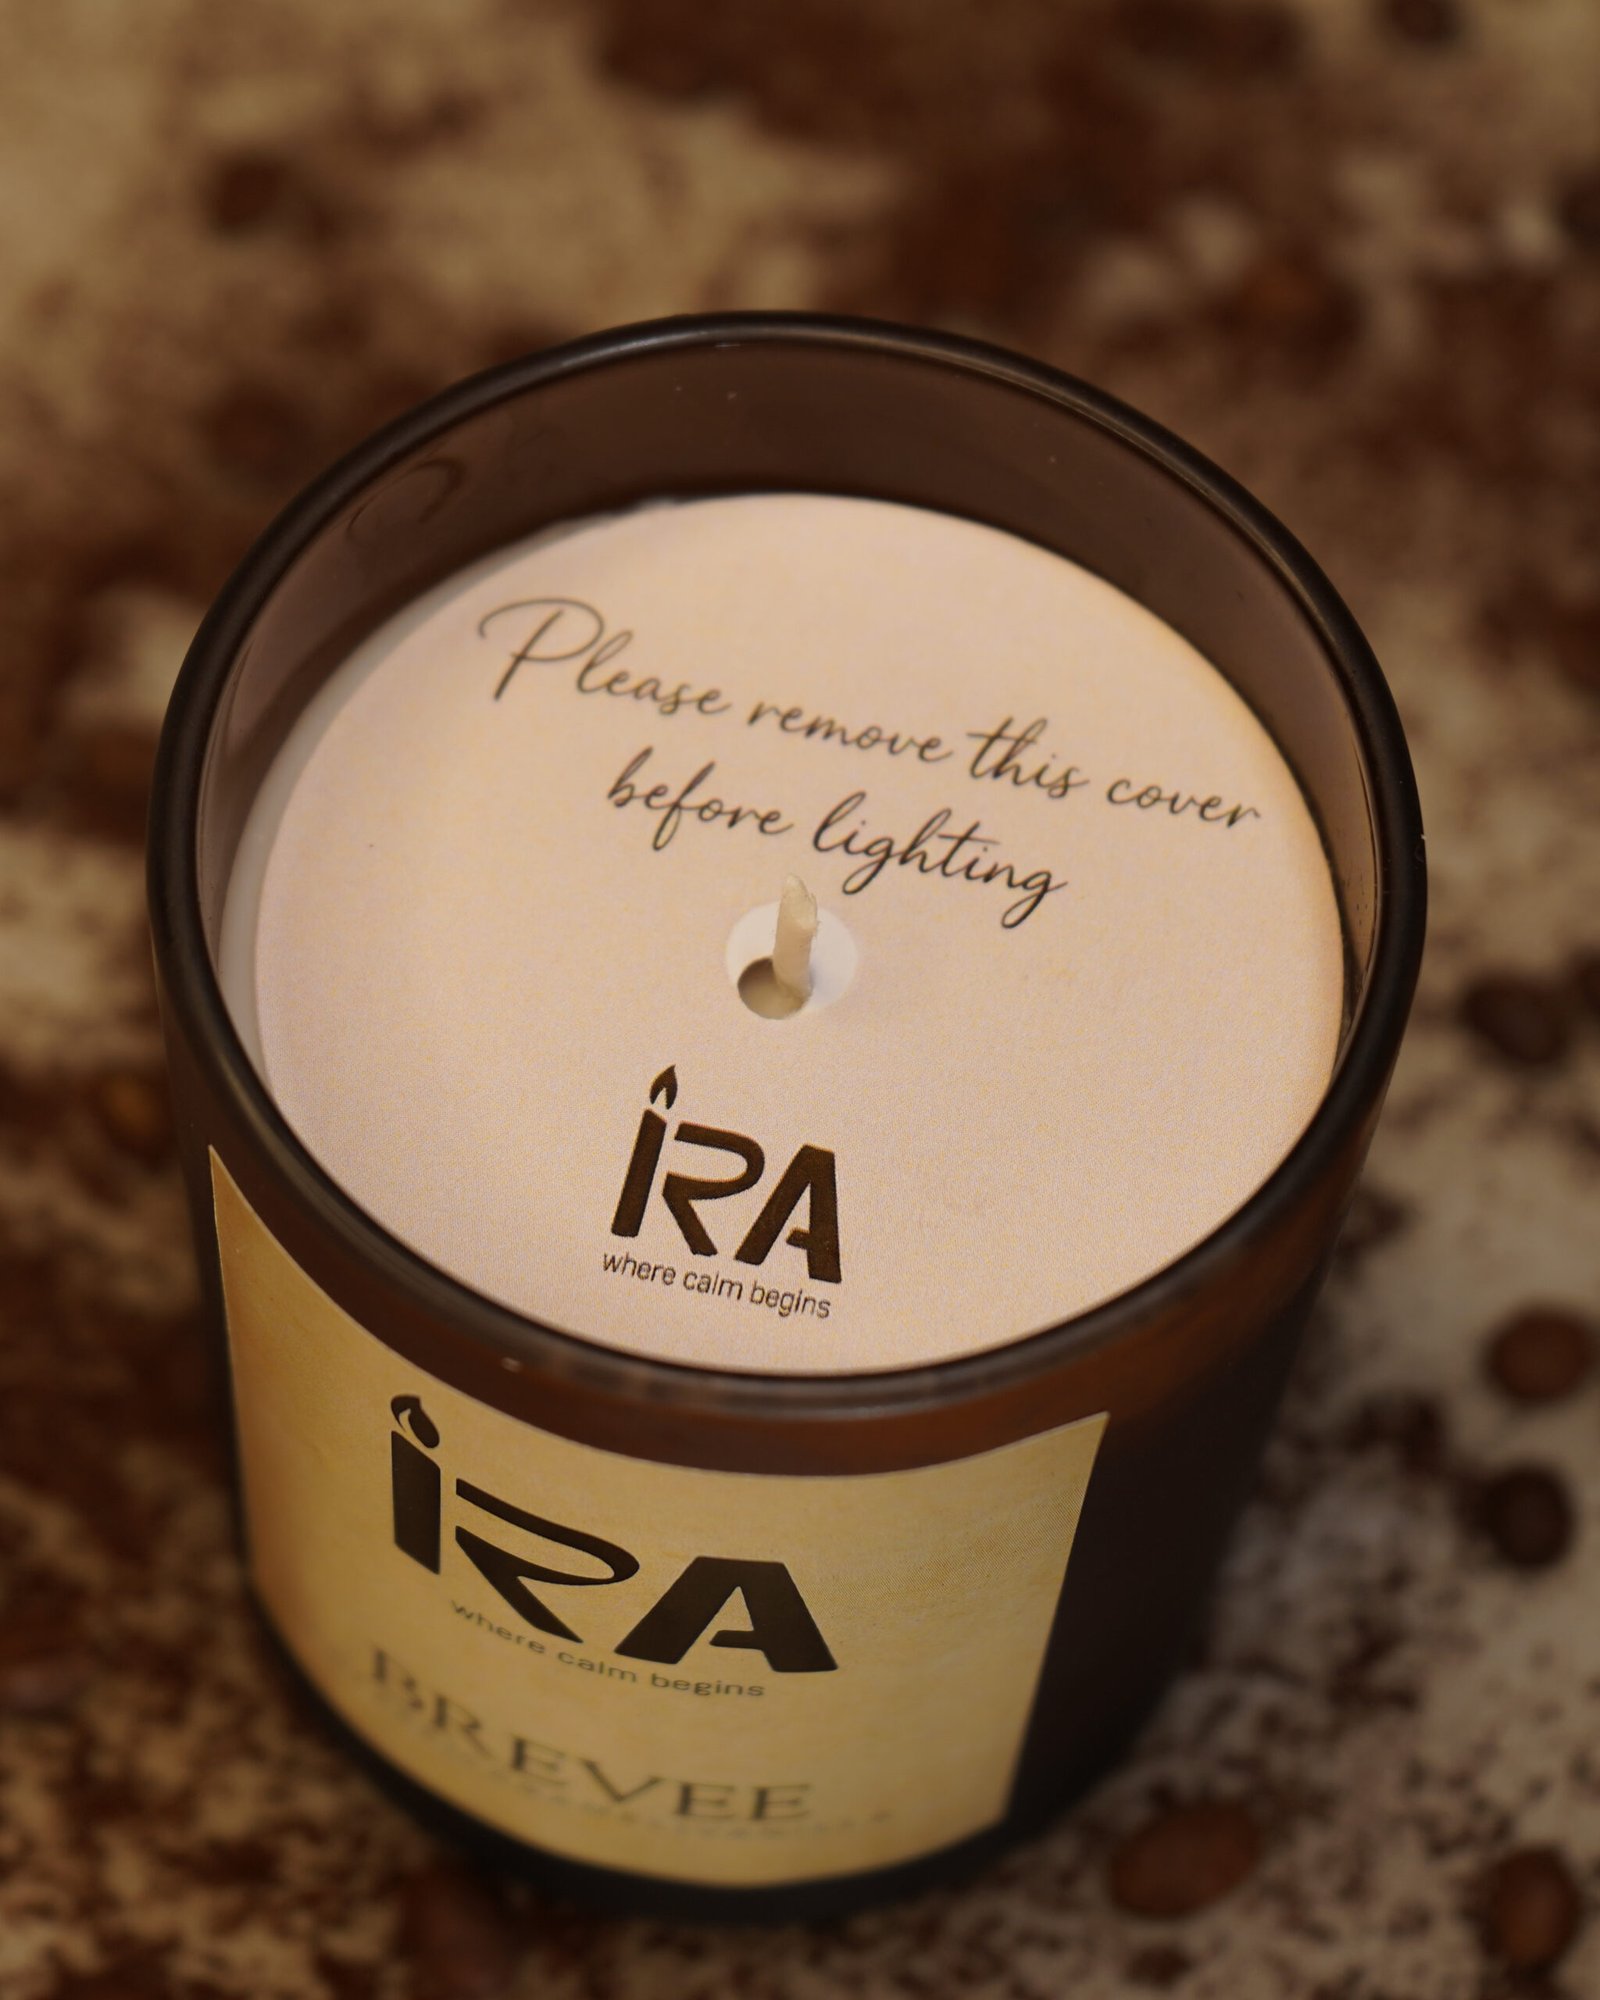 Please remove this cover
before lighting
iRA
where calm begins
iRA
where calm begins
BREVEE